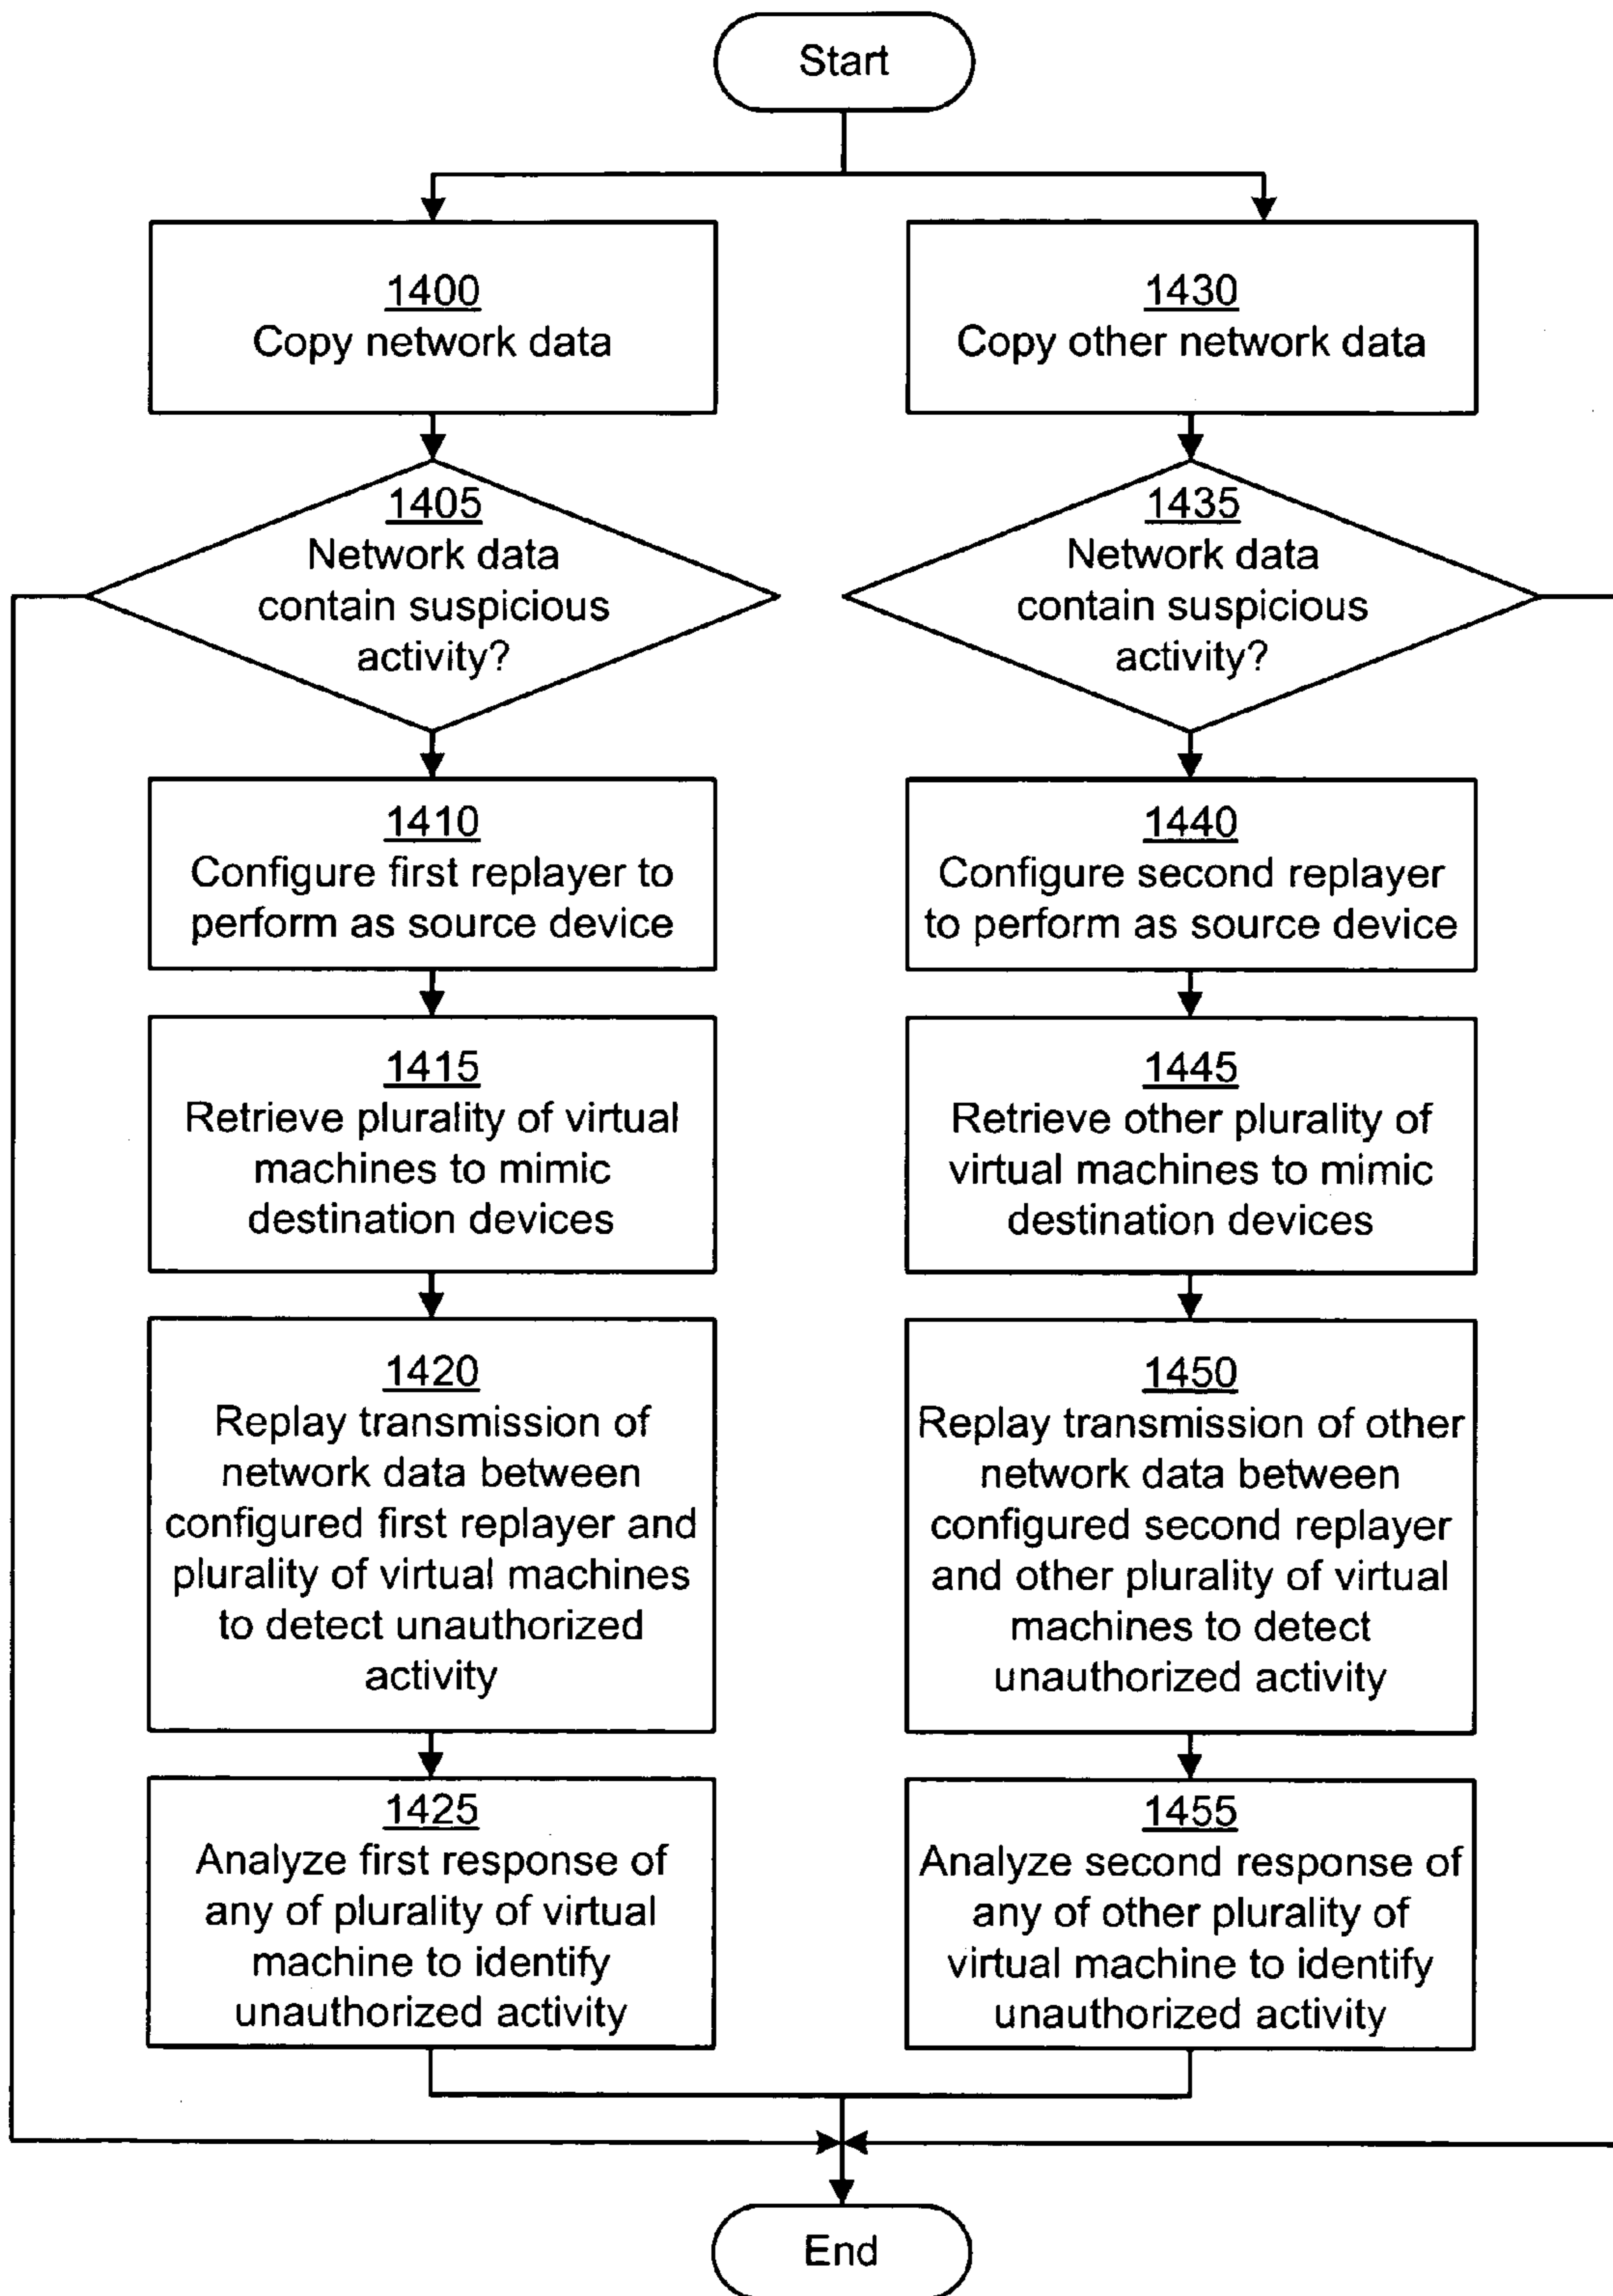 Start
1400
Copy network data
1405
Network data
contain suspicious
activity?
1410
Configure first replayer to
perform as source device
1415
Retrieve plurality of virtual
machines to mimic
destination devices
1420
Replay transmission of
network data between
configured first replayer and
plurality of virtual machines
to detect unauthorized
activity
1425
Analyze first response of
any of plurality of virtual
machine to identify
unauthorized activity
1430
Copy other network data
1435
Network data
contain suspicious
activity?
1440
Configure second replayer
to perform as source device
1445
Retrieve other plurality of
virtual machines to mimic
destination devices
1450
Replay transmission of other
network data between
configured second replayer
and other plurality of virtual
machines to detect
unauthorized activity
1455
Analyze second response of
any of other plurality of
virtual machine to identify
unauthorized activity
End